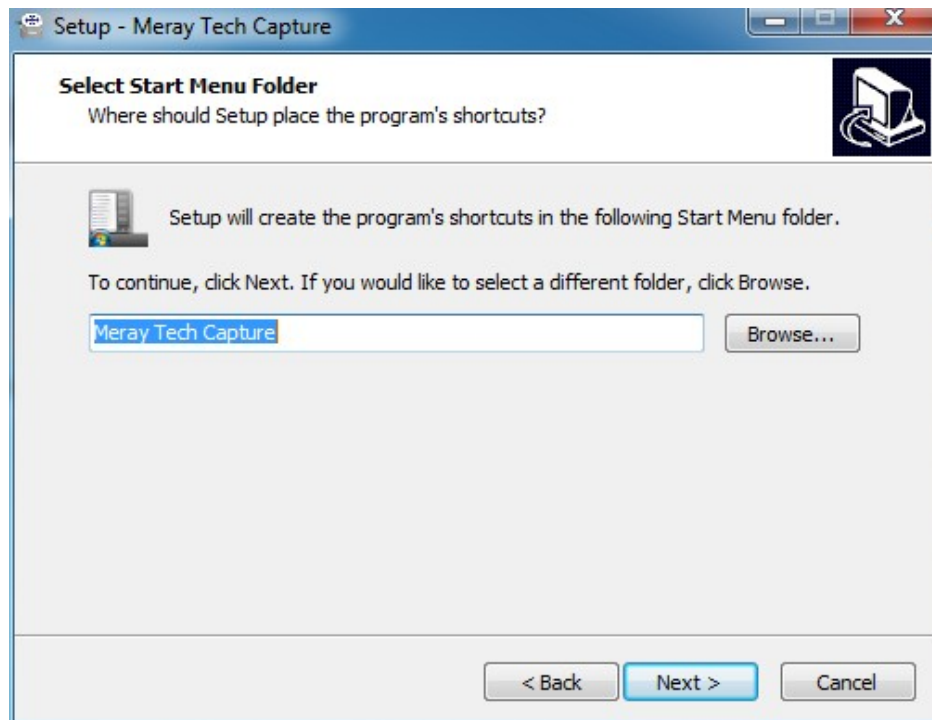 Setup - Meray Tech Capture
Select Start Menu Folder
Where should Setup place the program's shortcuts?
Setup will create the program's shortcuts in the following Start Menu folder.
To continue, click Next. If you would like to select a different folder, click Browse.
Meray Tech Capture
Browse...
< Back
Next >
Cancel